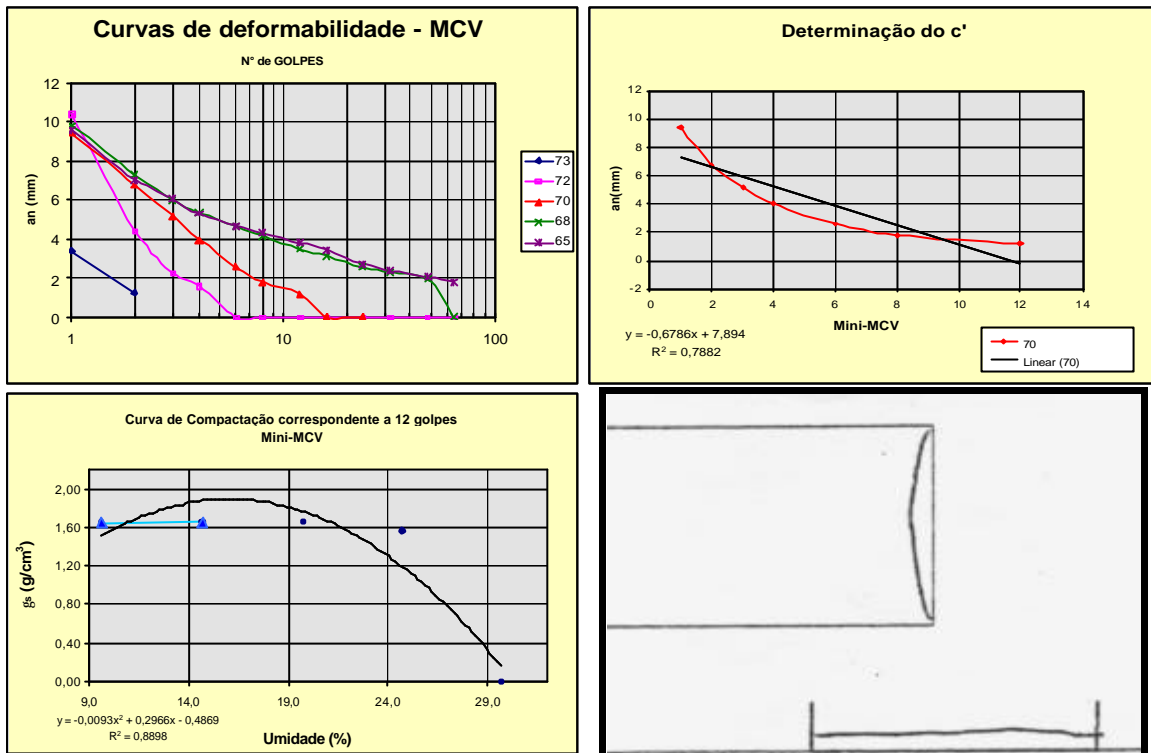 Curvas de deformabilidade - MCV
N° de GOLPES
12
10
8
6
4
2
0
an (mm)
1 10 100
73
72
70
68
65
Determinação do c'
12
10
8
6
4
2
0
-2
an(mm)
0 2 4 6 8 10 12 14
Mini-MCV
y = -0,6786x + 7,894
R² = 0,7882
70
Linear (70)
Curva de Compactação correspondente a 12 golpes
Mini-MCV
2,00
1,60
1,20
0,80
0,40
0,00
gs (g/cm³)
9,0 14,0 19,0 24,0 29,0
y = -0,0093x² + 0,2966x - 0,4869
R² = 0,8898
Umidade (%)